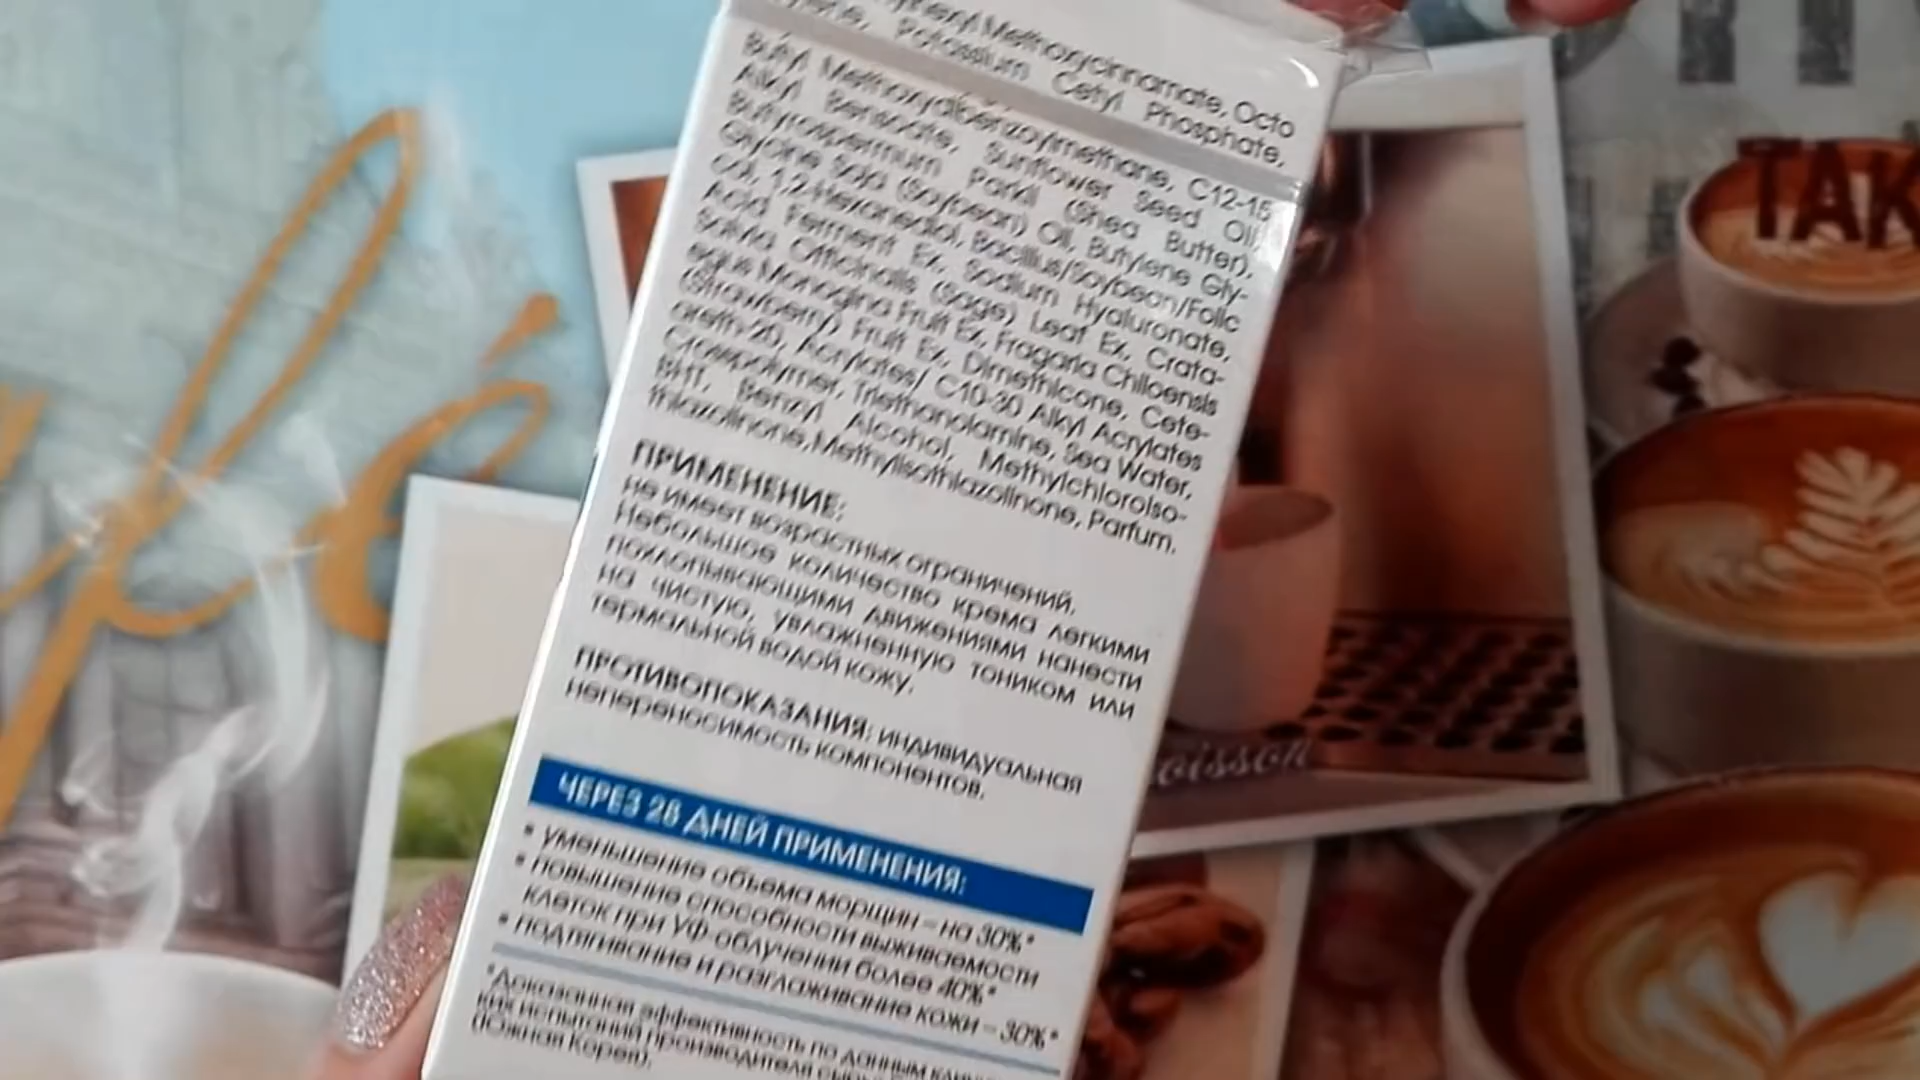 Methoxycinnamate, Octo
Potassium Cetyl Phosphate,
Butyl Methoxydibenzoylmethane, C12-15
Alkyl Benzoate, Sunflower Seed Oil,
Butyrospermum Parkii (Shea Butter),
Glycine Soja (Soybean) Oil, Butylene Gly-
col, 1,2-Hexanediol, Bacillus/Soybean/Folic
Acid Ferment Ex, Sodium Hyaluronate,
Salvia Officinalis (Sage) Leaf Ex, Crata-
egus Monogina Fruit Ex, Fragaria Chiloensis
(Strawberry) Fruit Ex, Dimethicone, Cete-
areth-20, Acrylates/ C10-30 Alkyl Acrylates
Crosspolymer, Triethanolamine, Sea Water,
BHT, Benzyl Alcohol, Methylchloroiso-
thiazolinone, Methylisothiazolinone, Parfum.
ПРИМЕНЕНИЕ:
не имеет возрастных ограничений.
Небольшое количество крема легкими
похлопывающими движениями нанести
на чистую, увлажненную тоником или
термальной водой кожу.
ПРОТИВОПОКАЗАНИЯ: индивидуальная
непереносимость компонентов.
ЧЕРЕЗ 28 ДНЕЙ ПРИМЕНЕНИЯ:
• уменьшение объема морщин – на 30%*
• повышение способности выживаемости
клеток при УФ-облучении более 40%*
• подтягивание и разглаживание кожи – 30%*
*Доказанная эффективность по данным
ких испытаний производителя сырья
(Южная Корея).
TAK
oisson
afé